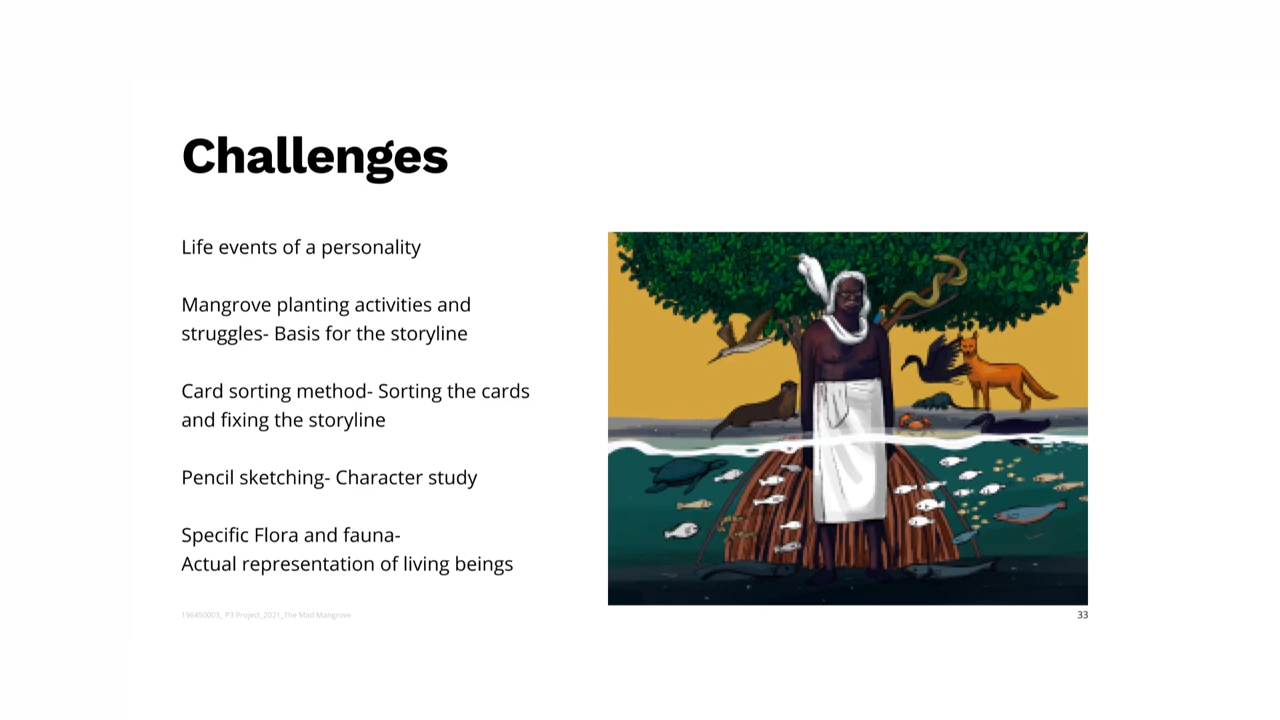 Challenges
Life events of a personality
Mangrove planting activities and
struggles- Basis for the storyline
Card sorting method- Sorting the cards
and fixing the storyline
Pencil sketching- Character study
Specific Flora and fauna-
Actual representation of living beings
196450003_ P3 Project_2021_The Mad Mangrove
33